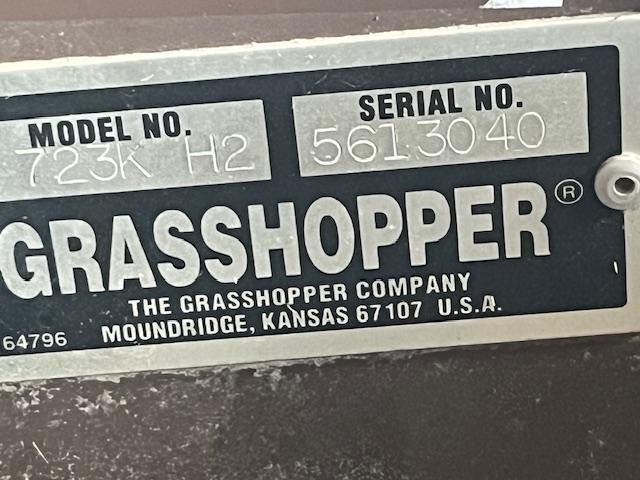 MODEL NO.
723K H2
SERIAL NO.
5613040
GRASSHOPPER®
THE GRASSHOPPER COMPANY
MOUNDRIDGE, KANSAS 67107 U.S.A.
64796